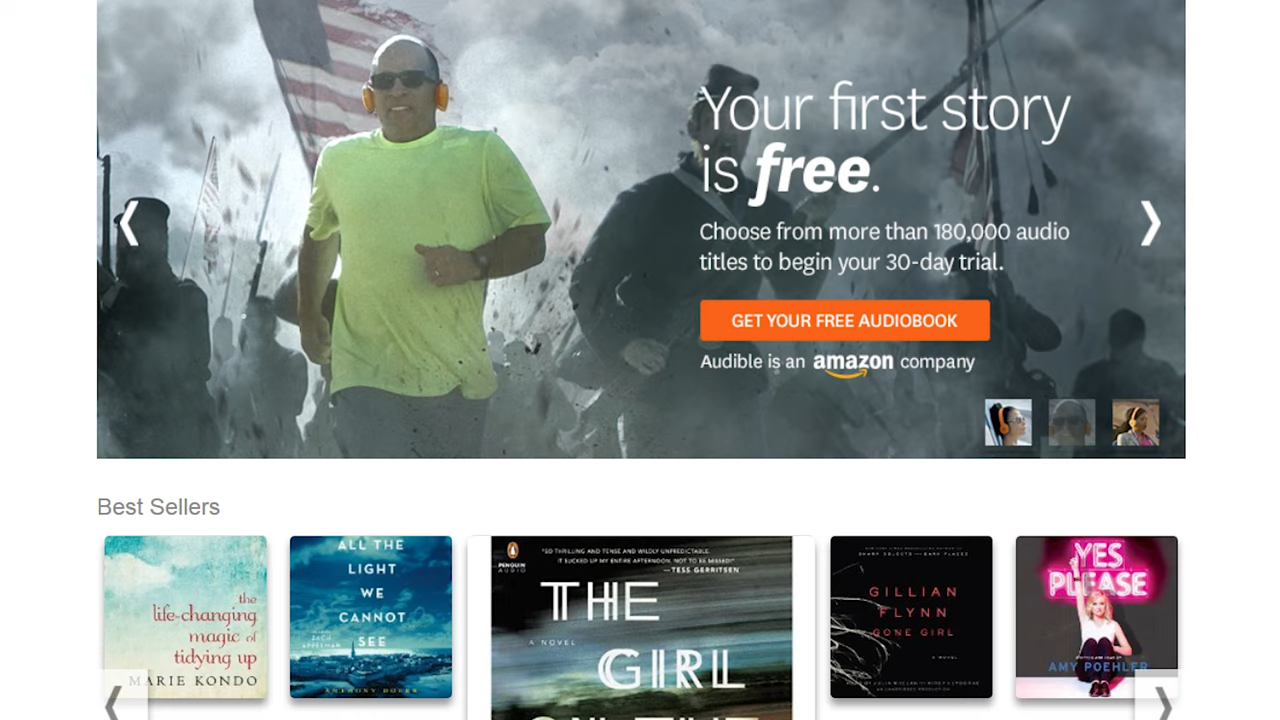 Your first story
is free.
Choose from more than 180,000 audio
titles to begin your 30-day trial.
GET YOUR FREE AUDIOBOOK
Audible is an amazon company
Best Sellers
the
life-changing
magic of
tidying up
MARIE KONDO
ALL THE
LIGHT
WE
CANNOT
SEE
ANTHONY DOERR
PENGUIN
AUDIO
"SO THRILLING AND TENSE AND WILDLY UNPREDICTABLE.
IT SUCKED UP MY ENTIRE AFTERNOON. NOT TO BE MISSED!"
—TESS GERRITSEN
THE
A NOVEL
GIRL
GILLIAN
FLYNN
GONE GIRL
A NOVEL
YES
PLEASE
AMY POEHLER